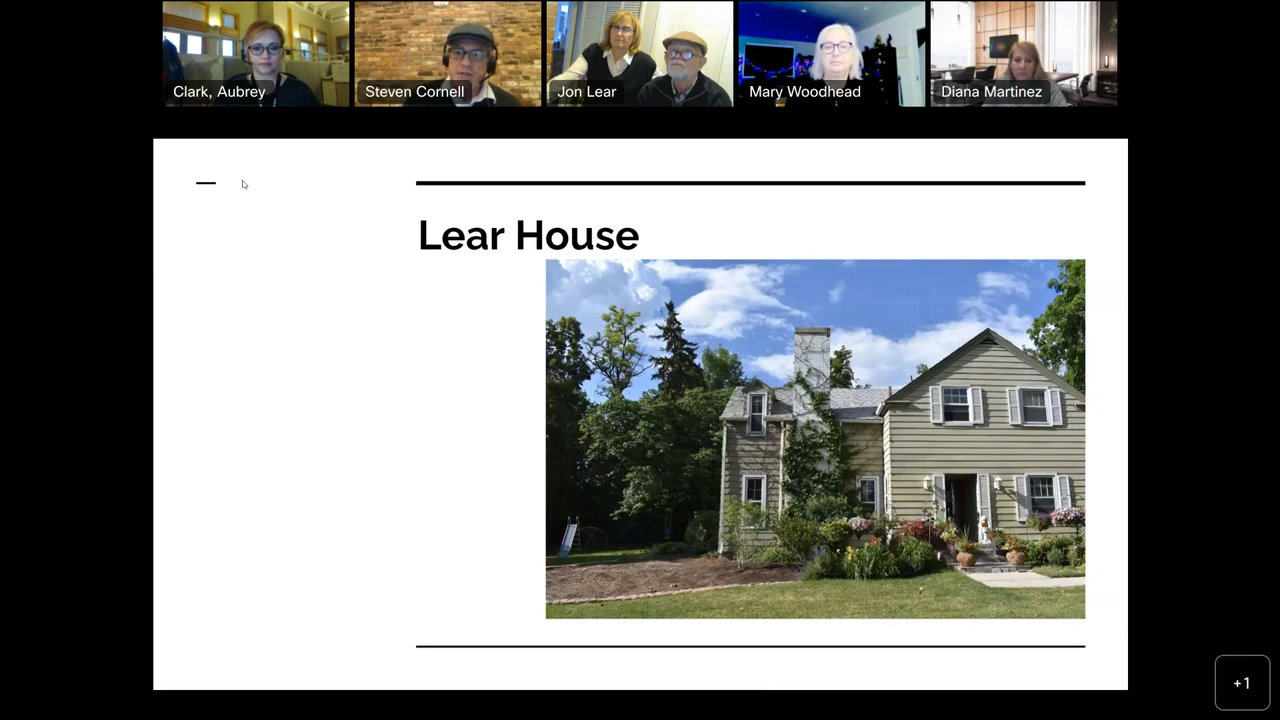 Clark, Aubrey
Steven Cornell
Jon Lear
Mary Woodhead
Diana Martinez
Lear House
+1